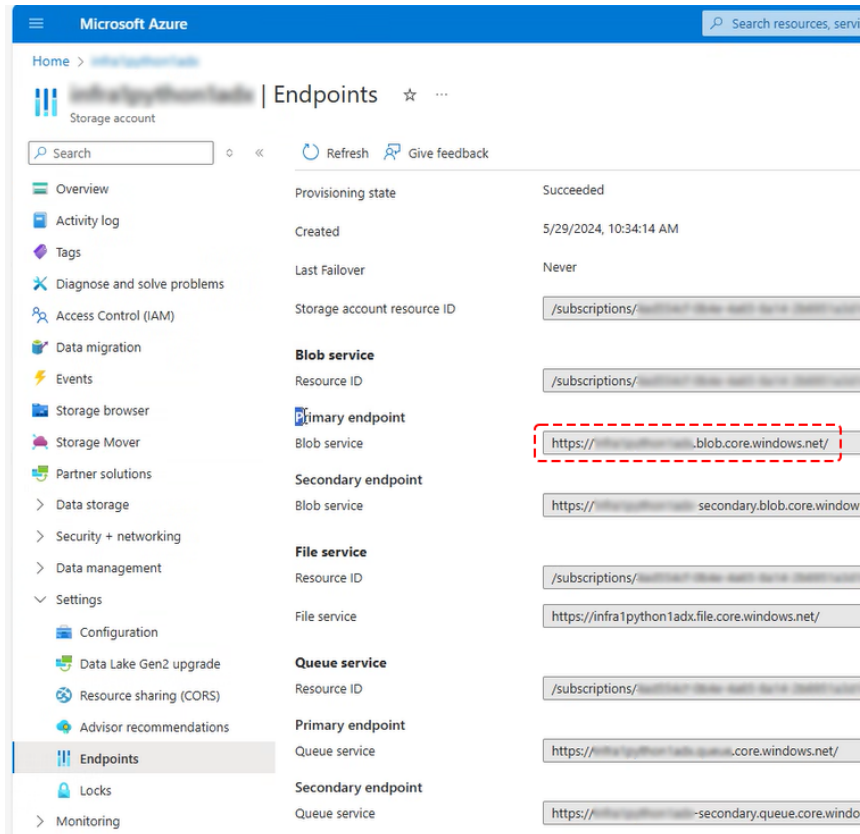 Microsoft Azure
Search resources, servi
Home >
| Endpoints
Storage account
Search
Refresh Give feedback
Overview
Activity log
Tags
Diagnose and solve problems
Access Control (IAM)
Data migration
Events
Storage browser
Storage Mover
Partner solutions
Data storage
Security + networking
Data management
Settings
Configuration
Data Lake Gen2 upgrade
Resource sharing (CORS)
Advisor recommendations
Endpoints
Locks
Monitoring
Provisioning state Succeeded
Created 5/29/2024, 10:34:14 AM
Last Failover Never
Storage account resource ID /subscriptions/
Blob service
Resource ID /subscriptions/
Primary endpoint
Blob service https:// .blob.core.windows.net/
Secondary endpoint
Blob service https:// secondary.blob.core.window
File service
Resource ID /subscriptions/
File service https://infra1python1adx.file.core.windows.net/
Queue service
Resource ID /subscriptions/
Primary endpoint
Queue service https:/ .core.windows.net/
Secondary endpoint
Queue service https:/ -secondary.queue.core.windo